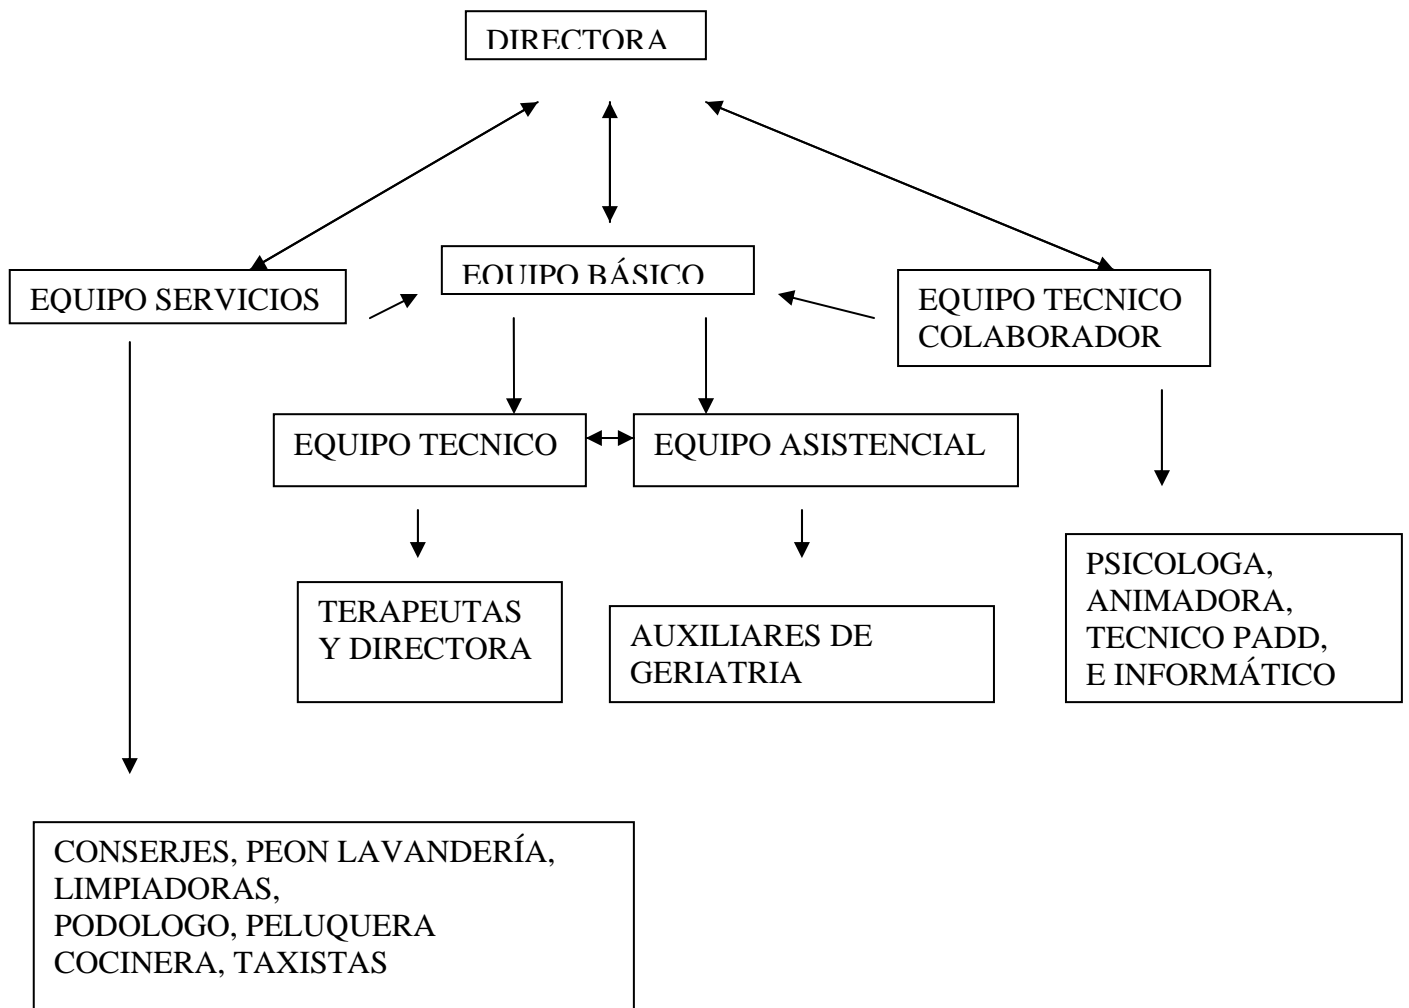 DIRECTORA
EQUIPO BÁSICO
EQUIPO SERVICIOS
EQUIPO TECNICO
COLABORADOR
EQUIPO TECNICO
EQUIPO ASISTENCIAL
TERAPEUTAS
Y DIRECTORA
AUXILIARES DE
GERIATRIA
PSICOLOGA,
ANIMADORA,
TECNICO PADD,
E INFORMÁTICO
CONSERJES, PEON LAVANDERÍA,
LIMPIADORAS,
PODOLOGO, PELUQUERA
COCINERA, TAXISTAS